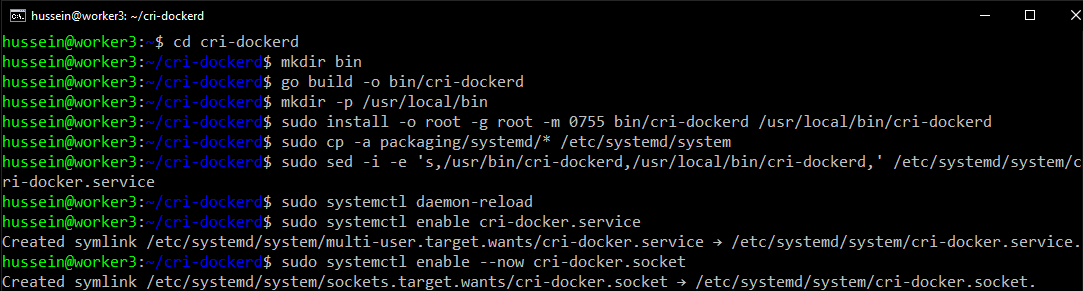 hussein@worker3: ~/cri-dockerd
hussein@worker3:~$ cd cri-dockerd
hussein@worker3:~/cri-dockerd$ mkdir bin
hussein@worker3:~/cri-dockerd$ go build -o bin/cri-dockerd
hussein@worker3:~/cri-dockerd$ mkdir -p /usr/local/bin
hussein@worker3:~/cri-dockerd$ sudo install -o root -g root -m 0755 bin/cri-dockerd /usr/local/bin/cri-dockerd
hussein@worker3:~/cri-dockerd$ sudo cp -a packaging/systemd/* /etc/systemd/system
hussein@worker3:~/cri-dockerd$ sudo sed -i -e 's,/usr/bin/cri-dockerd,/usr/local/bin/cri-dockerd,' /etc/systemd/system/c
ri-docker.service
hussein@worker3:~/cri-dockerd$ sudo systemctl daemon-reload
hussein@worker3:~/cri-dockerd$ sudo systemctl enable cri-docker.service
Created symlink /etc/systemd/system/multi-user.target.wants/cri-docker.service → /etc/systemd/system/cri-docker.service.
hussein@worker3:~/cri-dockerd$ sudo systemctl enable --now cri-docker.socket
Created symlink /etc/systemd/system/sockets.target.wants/cri-docker.socket → /etc/systemd/system/cri-docker.socket.